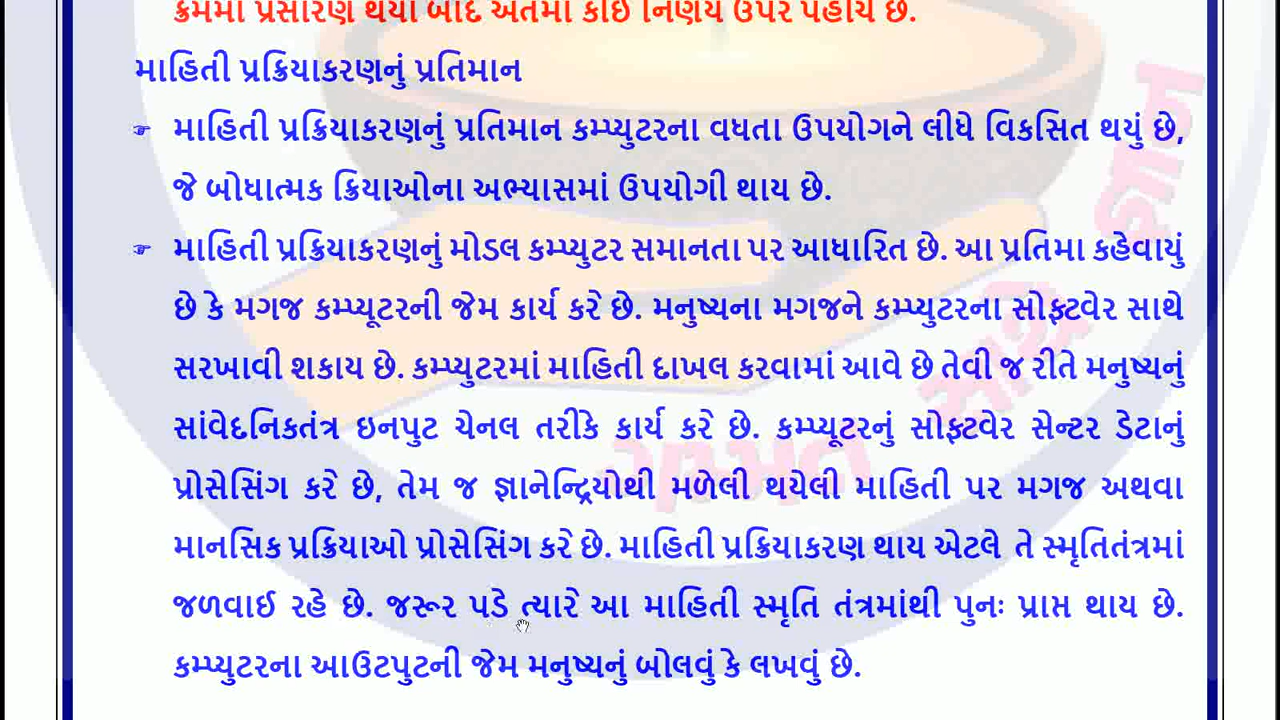 ક્રમમાં પ્રસારણ થયા બાદ અંતમાં કોઈ નિર્ણય ઉપર પહોંચે છે.
માહિતી પ્રક્રિયાકરણનું પ્રતિમાન
☞ માહિતી પ્રક્રિયાકરણનું પ્રતિમાન કમ્પ્યુટરના વધતા ઉપયોગને લીધે વિકસિત થયું છે,
જે બોધાત્મક ક્રિયાઓના અભ્યાસમાં ઉપયોગી થાય છે.
☞ માહિતી પ્રક્રિયાકરણનું મોડલ કમ્પ્યુટર સમાનતા પર આધારિત છે. આ પ્રતિમા કહેવાયું
છે કે મગજ કમ્પ્યૂટરની જેમ કાર્ય કરે છે. મનુષ્યના મગજને કમ્પ્યુટરના સોફ્ટવેર સાથે
સરખાવી શકાય છે. કમ્પ્યુટરમાં માહિતી દાખલ કરવામાં આવે છે તેવી જ રીતે મનુષ્યનું
સાંવેદનિકતંત્ર ઇનપુટ ચેનલ તરીકે કાર્ય કરે છે. કમ્પ્યૂટરનું સોફ્ટવેર સેન્ટર ડેટાનું
પ્રોસેસિંગ કરે છે, તેમ જ જ્ઞાનેન્દ્રિયોથી મળેલી થયેલી માહિતી પર મગજ અથવા
માનસિક પ્રક્રિયાઓ પ્રોસેસિંગ કરે છે. માહિતી પ્રક્રિયાકરણ થાય એટલે તે સ્મૃતિતંત્રમાં
જળવાઈ રહે છે. જરૂર પડે ત્યારે આ માહિતી સ્મૃતિ તંત્રમાંથી પુનઃ પ્રાપ્ત થાય છે.
કમ્પ્યુટરના આઉટપુટની જેમ મનુષ્યનું બોલવું કે લખવું છે.
ગમ્મત
સાથે
જ્ઞાન